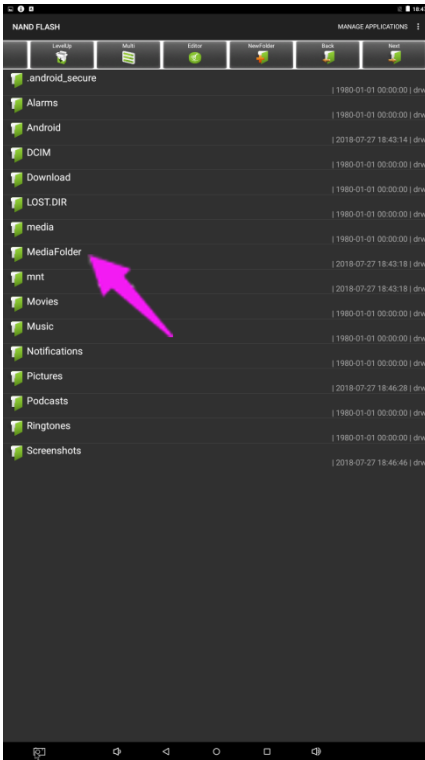 18:47
NAND FLASH
MANAGE APPLICATIONS
LevelUp
Multi
Editor
NewFolder
Back
Next
.android_secure
| 1980-01-01 00:00:00 | drw
Alarms
| 1980-01-01 00:00:00 | drw
Android
| 2018-07-27 18:43:14 | drw
DCIM
| 1980-01-01 00:00:00 | drw
Download
| 1980-01-01 00:00:00 | drw
LOST.DIR
| 1980-01-01 00:00:00 | drw
media
| 1980-01-01 00:00:00 | drw
MediaFolder
| 2018-07-27 18:43:18 | drw
mnt
| 2018-07-27 18:43:18 | drw
Movies
| 1980-01-01 00:00:00 | drw
Music
| 1980-01-01 00:00:00 | drw
Notifications
| 1980-01-01 00:00:00 | drw
Pictures
| 2018-07-27 18:46:28 | drw
Podcasts
| 1980-01-01 00:00:00 | drw
Ringtones
| 1980-01-01 00:00:00 | drw
Screenshots
| 2018-07-27 18:46:46 | drw